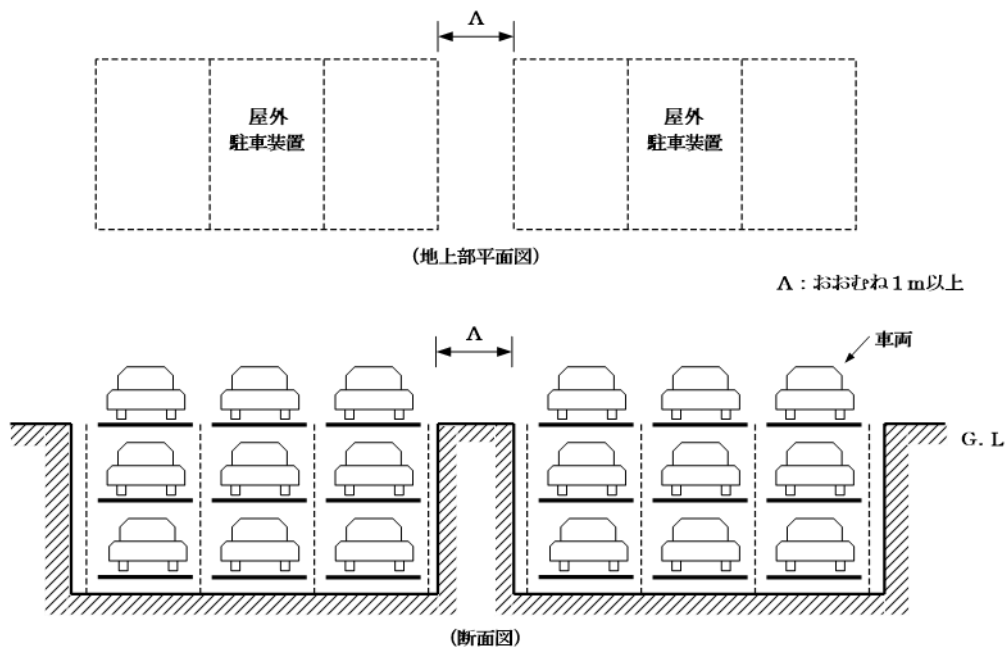 Λ
屋外
駐車装置
屋外
駐車装置
(地上部平面図)
Λ：おおむね１ｍ以上
Λ
車両
G. L
(断面図)